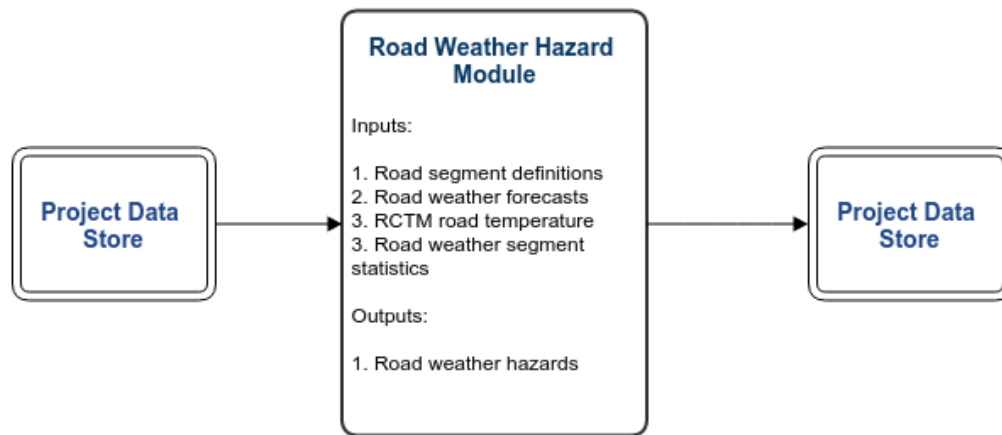 Project Data
Store
Road Weather Hazard
Module
Inputs:
1. Road segment definitions
2. Road weather forecasts
3. RCTM road temperature
3. Road weather segment
statistics
Outputs:
1. Road weather hazards
Project Data
Store